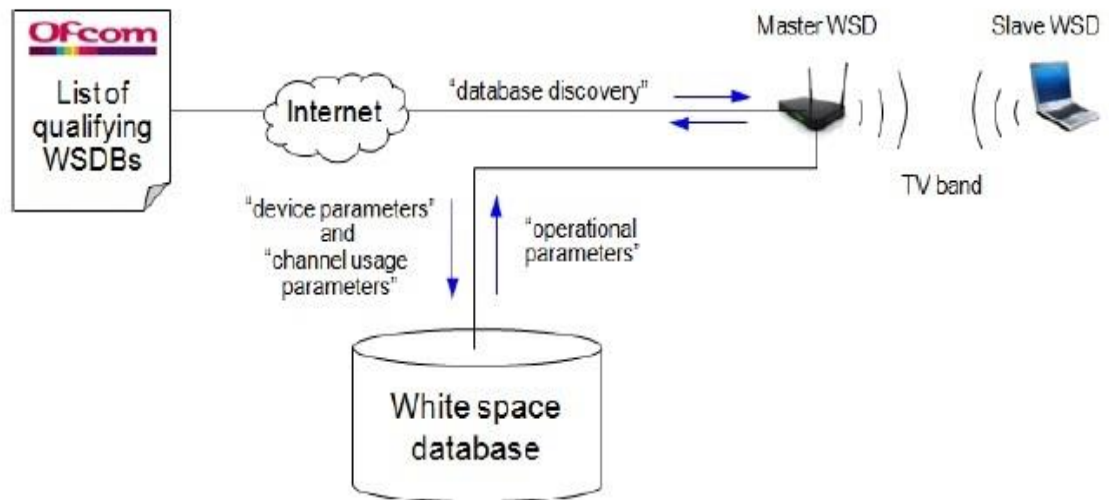 Ofcom
List of
qualifying
WSDBs
Internet
"database discovery"
Master WSD
Slave WSD
TV band
"device parameters"
and
"channel usage
parameters"
"operational
parameters"
White space
database